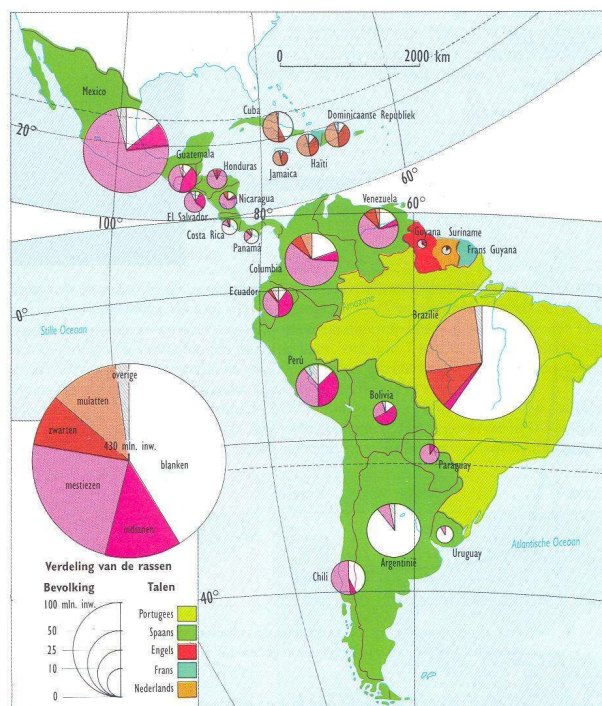 0
2000 km
Mexico
Cuba
Dominicaanse Republiek
20°
Guatemala
Honduras
Jamaica
Haïti
60°
Nicaragua
Venezuela
El Salvador
100°
80°
60°
Costa Rica
Panamá
Guyana
Suriname
Frans Guyana
Columbia
Ecuador
0°
Amazone
Brazilië
Stille Oceaan
Perú
Bolivia
overige
mulatten
zwarten
430 mln. inw.
blanken
Paraguay
mestiezen
indianen
Argentinië
Uruguay
Atlantische Oceaan
Chili
40°
Verdeling van de rassen
Bevolking
Talen
100 mln. inw.
50
25
10
0
Portugees
Spaans
Engels
Frans
Nederlands